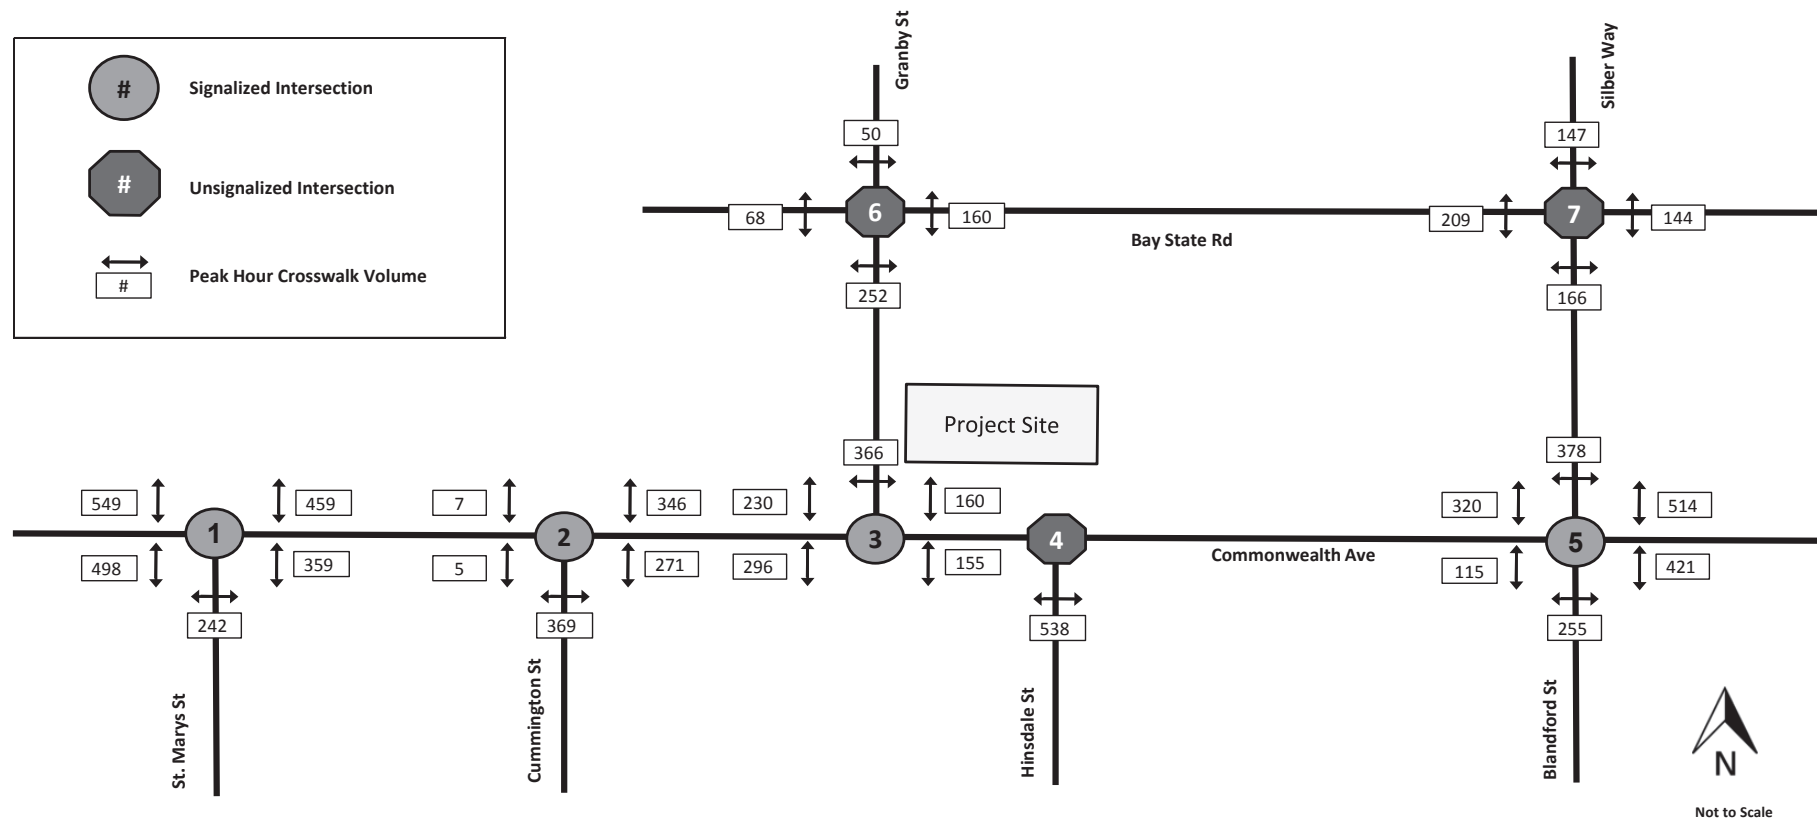 #
Signalized Intersection
#
Unsignalized Intersection
#
Peak Hour Crosswalk Volume
Granby St
Silber Way
50
147
68
6
160
209
7
144
Bay State Rd
252
166
Project Site
366
378
549
459
7
346
230
160
320
514
1
2
3
4
5
Commonwealth Ave
498
359
5
271
296
155
115
421
242
369
538
255
St. Marys St
Cummington St
Hinsdale St
Blandford St
N
Not to Scale